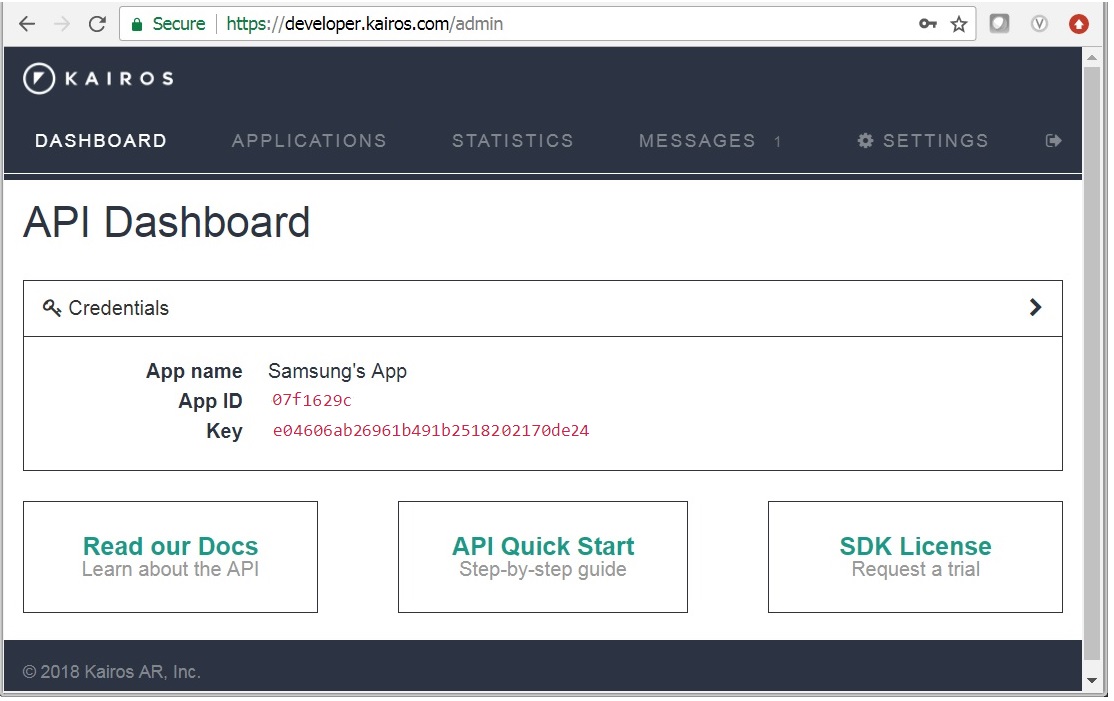 Secure https://developer.kairos.com/admin
KAIROS
DASHBOARD APPLICATIONS STATISTICS MESSAGES 1 SETTINGS
API Dashboard
Credentials
App name Samsung's App
App ID 07f1629c
Key e04606ab26961b491b2518202170de24
Read our Docs API Quick Start SDK License
Learn about the API Step-by-step guide Request a trial
© 2018 Kairos AR, Inc.